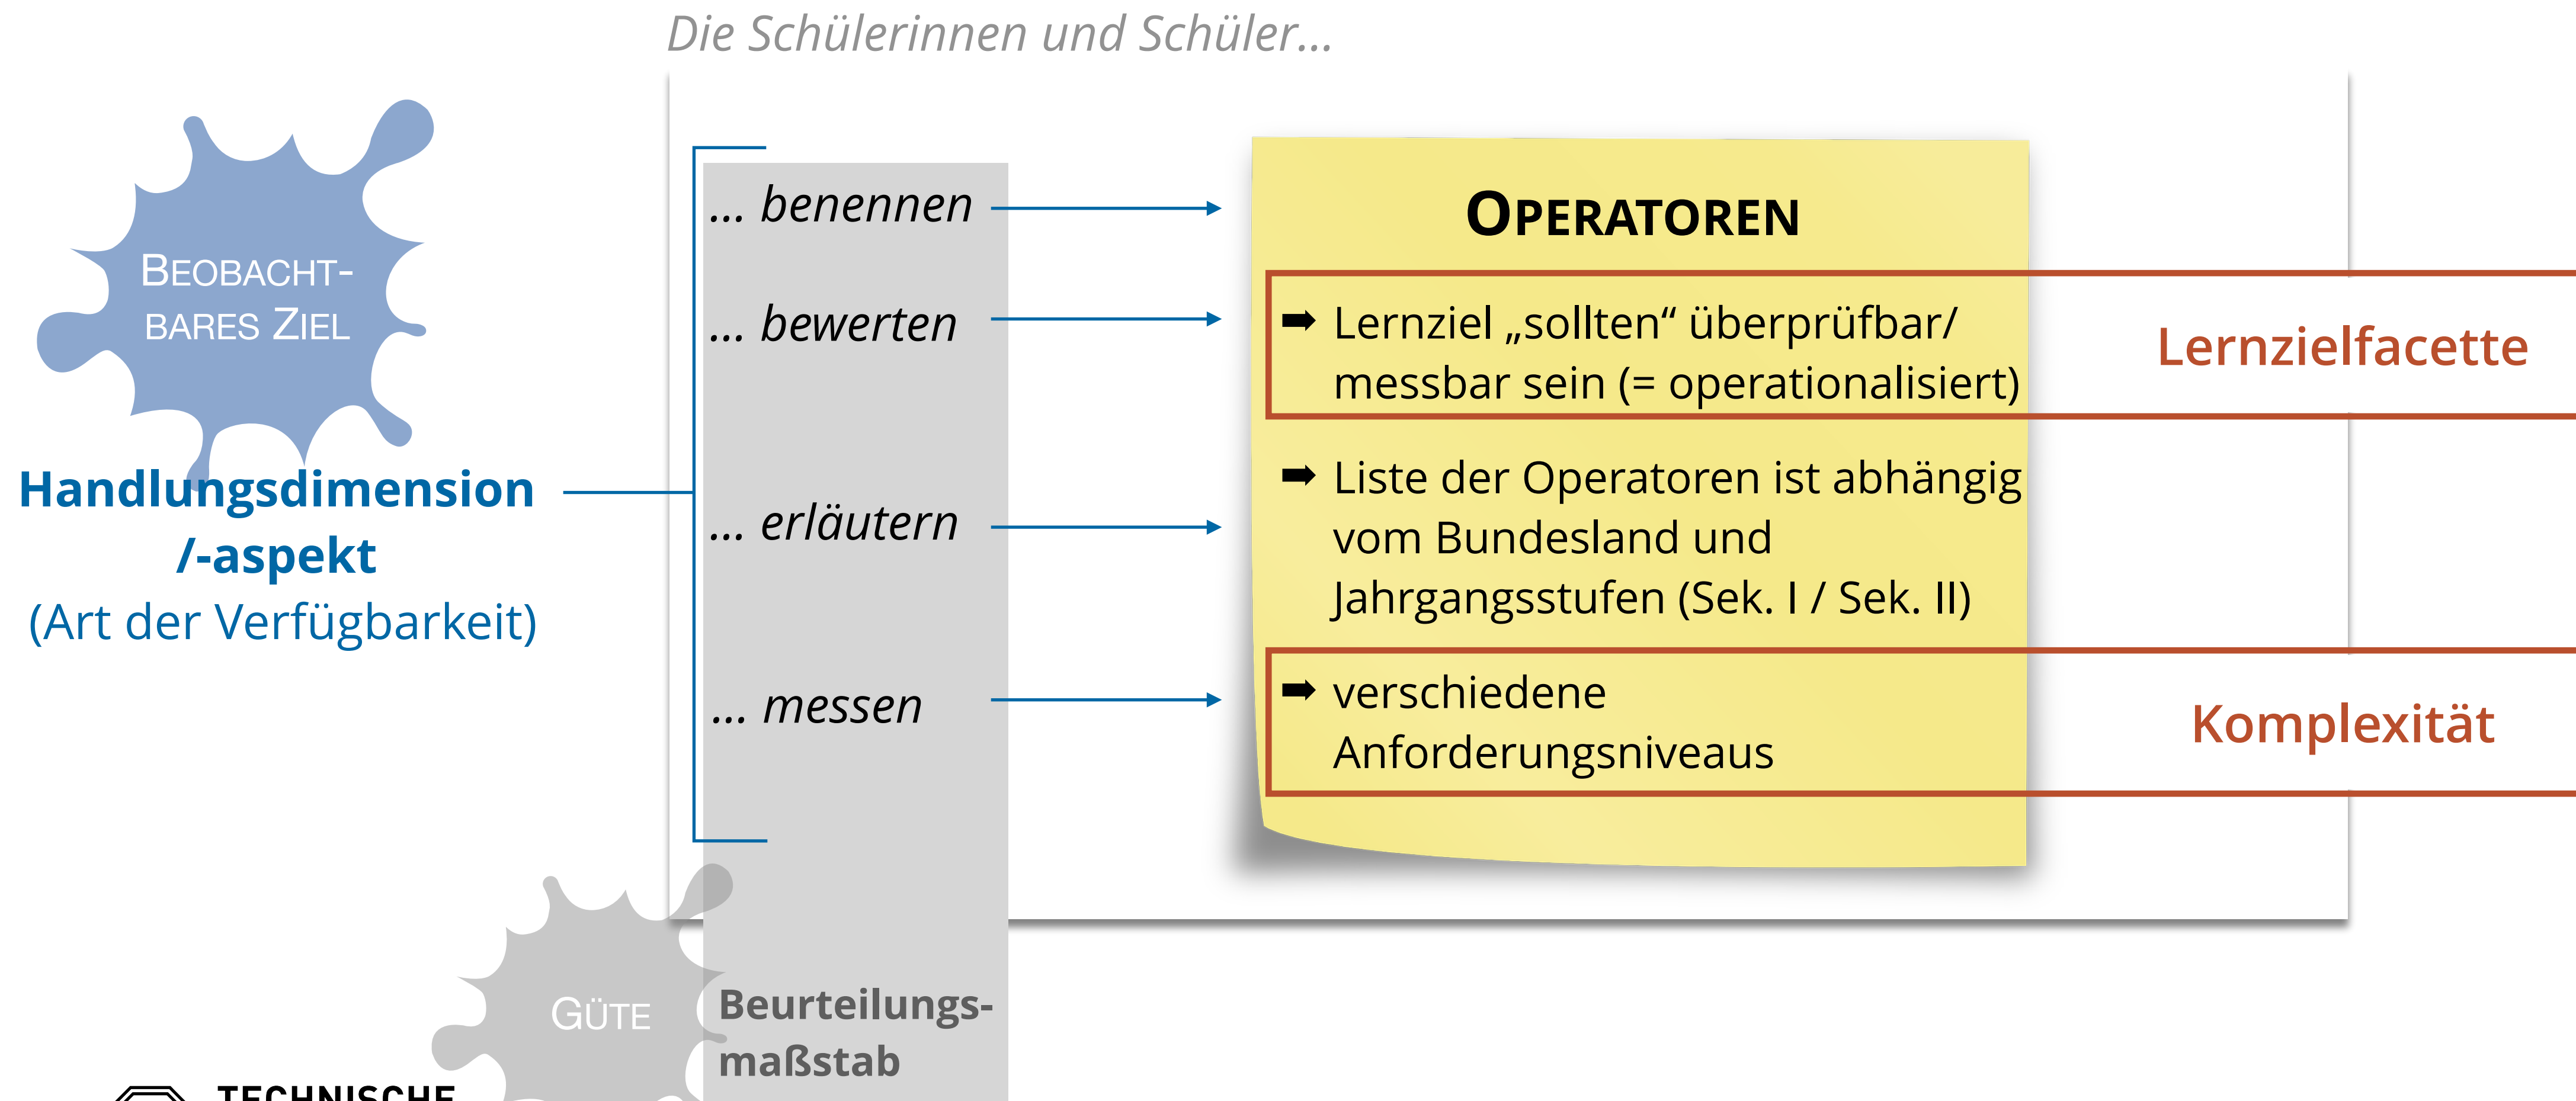 Die Schülerinnen und Schüler...
BEOBACHT-
BARES ZIEL
Handlungsdimension
/-aspekt
(Art der Verfügbarkeit)
... benennen
... bewerten
... erläutern
... messen
OPERATOREN
➡ Lernziel „sollten“ überprüfbar/
messbar sein (= operationalisiert)
➡ Liste der Operatoren ist abhängig
vom Bundesland und
Jahrgangsstufen (Sek. I / Sek. II)
➡ verschiedene
Anforderungsniveaus
Lernzielfacette
Komplexität
GÜTE
Beurteilungs-
maßstab
TECHNISCHE